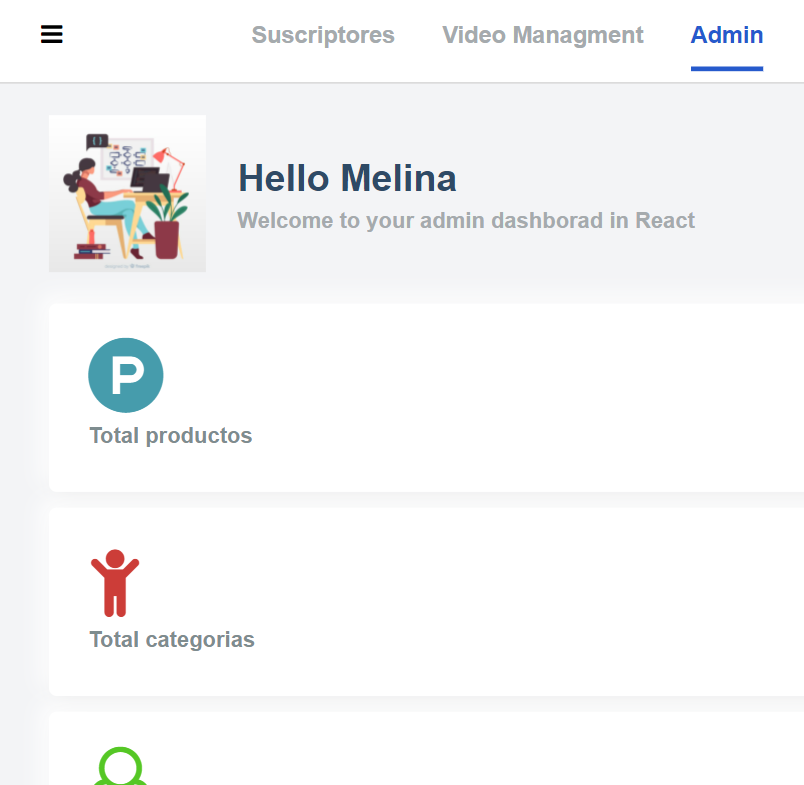 Suscriptores Video Managment Admin
Hello Melina
Welcome to your admin dashborad in React
P
Total productos
Total categorias